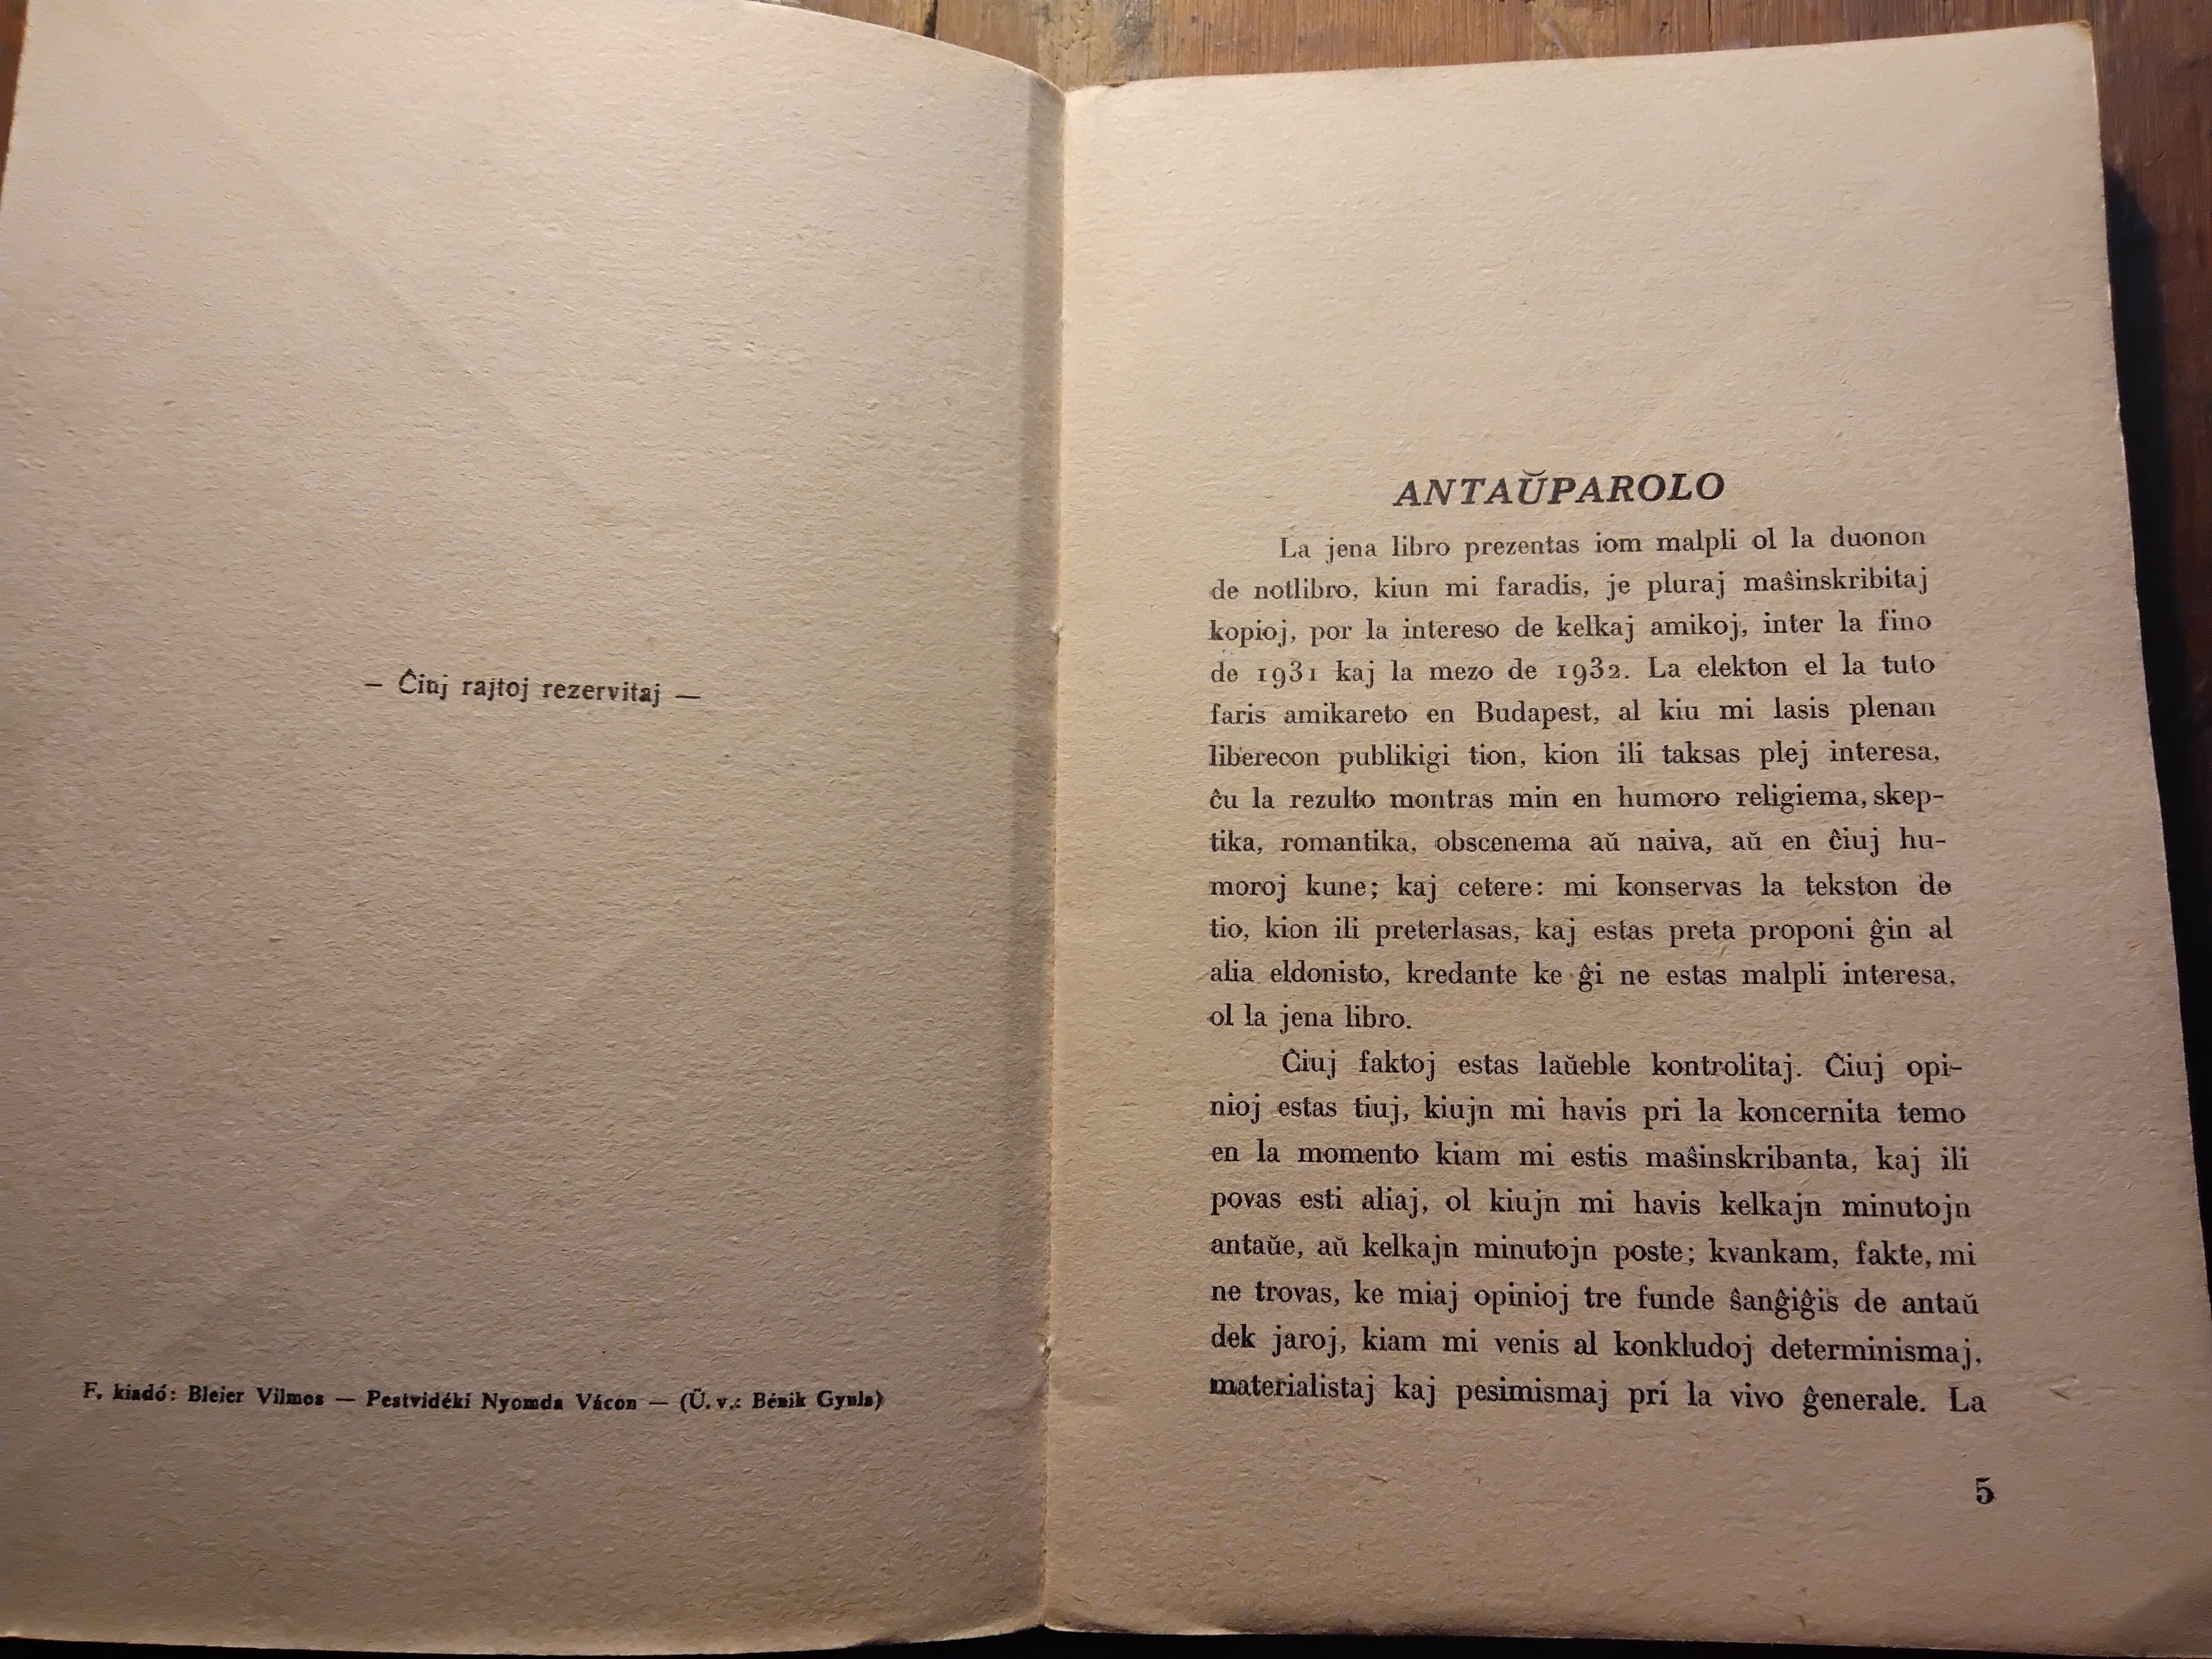 — Ĉiuj rajtoj rezervitaj —
F. kiadó: Bleier Vilmos — Pestvidéki Nyomda Vácon — (Ü. v.: Bénik Gyula)
ANTAŬPAROLO
La jena libro prezentas iom malpli ol la duonon
de notlibro, kiun mi faradis, je pluraj maŝinskribitaj
kopioj, por la intereso de kelkaj amikoj, inter la fino
de 1931 kaj la mezo de 1932. La elekton el la tuto
faris amikareto en Budapest, al kiu mi lasis plenan
liberecon publikigi tion, kion ili taksas plej interesa,
ĉu la rezulto montras min en humoro religiema, skep-
tika, romantika, obscenema aŭ naiva, aŭ en ĉiuj hu-
moroj kune; kaj cetere: mi konservas la tekston de
tio, kion ili preterlasas, kaj estas preta proponi ĝin al
alia eldonisto, kredante ke ĝi ne estas malpli interesa,
ol la jena libro.
Ĉiuj faktoj estas laŭeble kontrolitaj. Ĉiuj opi-
nioj estas tiuj, kiujn mi havis pri la koncernita temo
en la momento kiam mi estis maŝinskribanta, kaj ili
povas esti aliaj, ol kiujn mi havis kelkajn minutojn
antaŭe, aŭ kelkajn minutojn poste; kvankam, fakte, mi
ne trovas, ke miaj opinioj tre funde ŝanĝiĝis de antaŭ
dek jaroj, kiam mi venis al konkludoj determinismaj,
materialistaj kaj pesimismaj pri la vivo ĝenerale. La
5